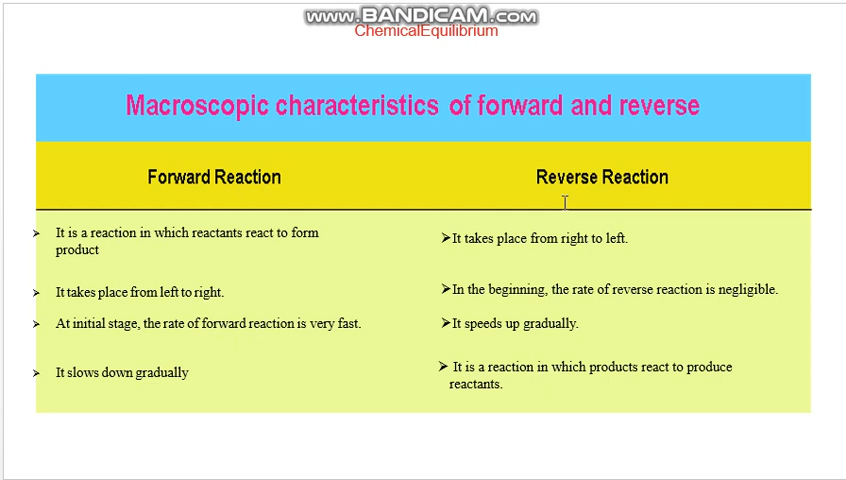 www.BANDICAM.com
ChemicalEquilibrium
Macroscopic characteristics of forward and reverse
Forward Reaction
Reverse Reaction
It is a reaction in which reactants react to form
product
It takes place from left to right.
At initial stage, the rate of forward reaction is very fast.
It slows down gradually
It takes place from right to left.
In the beginning, the rate of reverse reaction is negligible.
It speeds up gradually.
It is a reaction in which products react to produce
reactants.